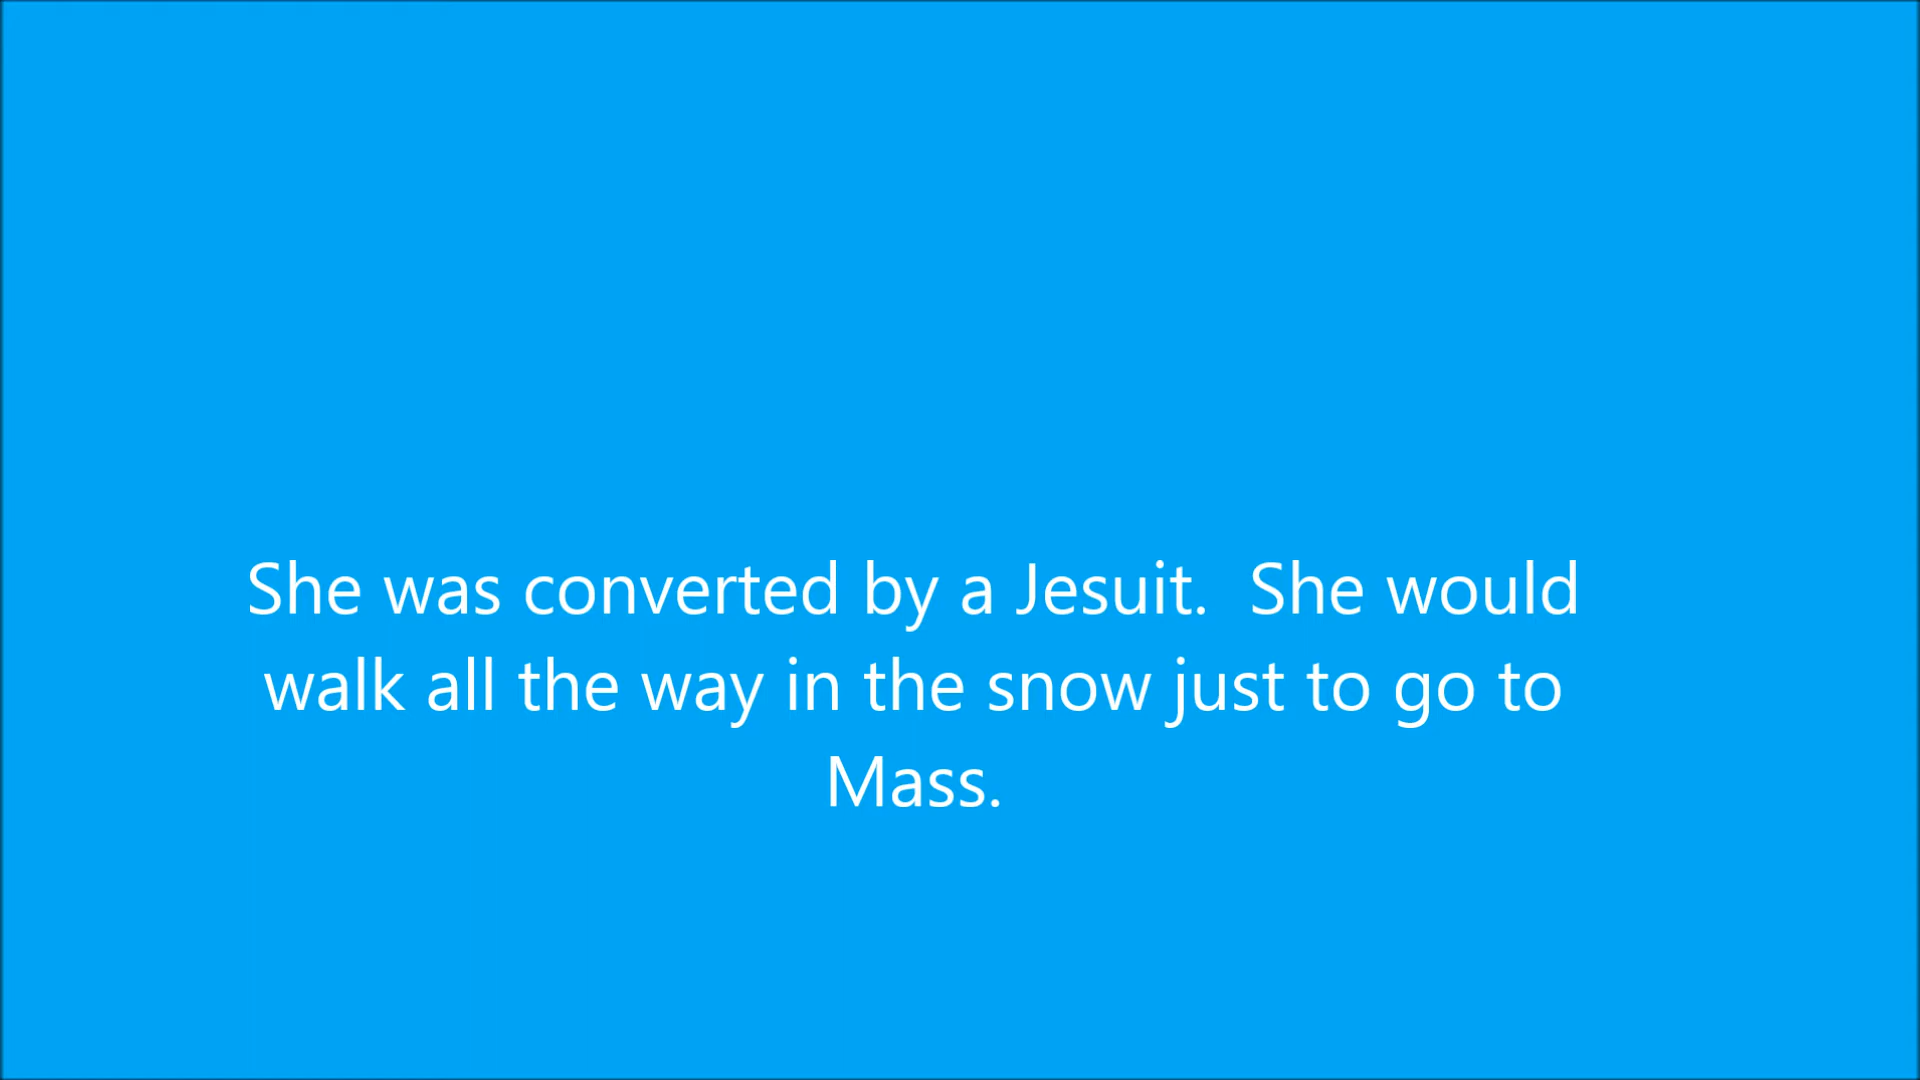 She was converted by a Jesuit.  She would
walk all the way in the snow just to go to
Mass.